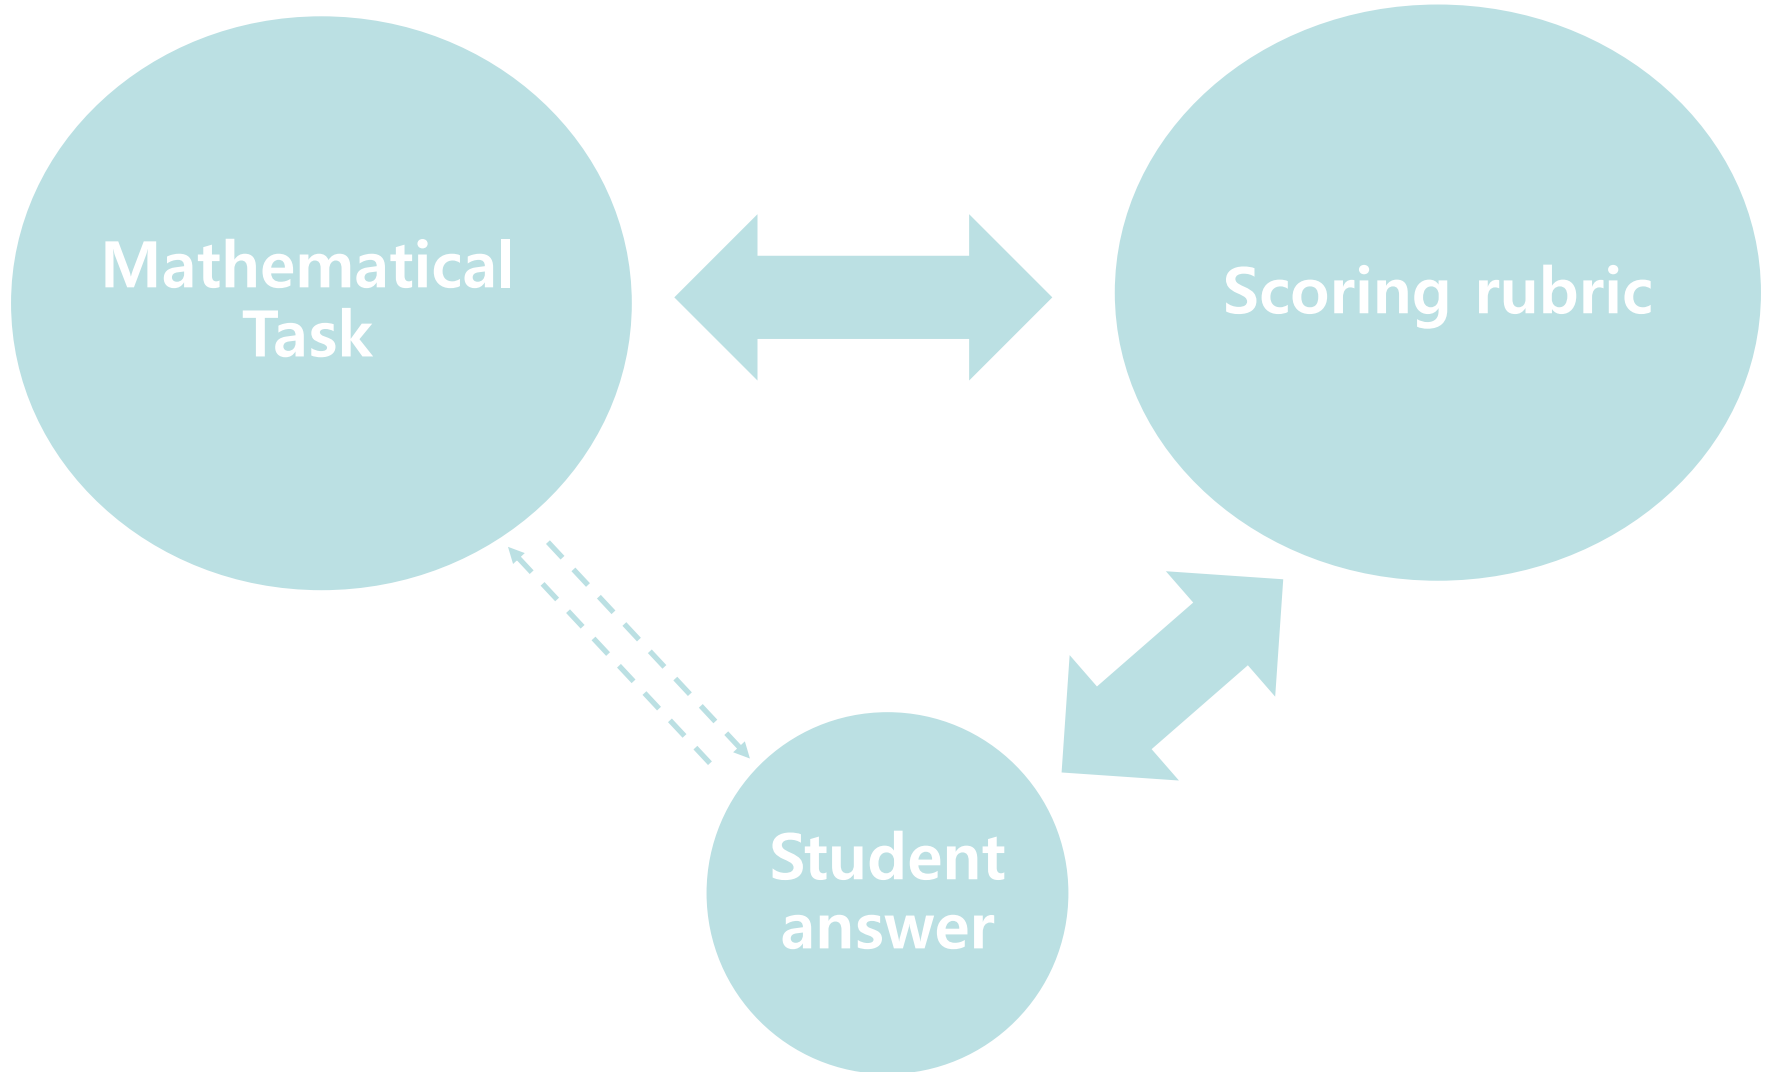 Mathematical
Task
Scoring rubric
Student
answer